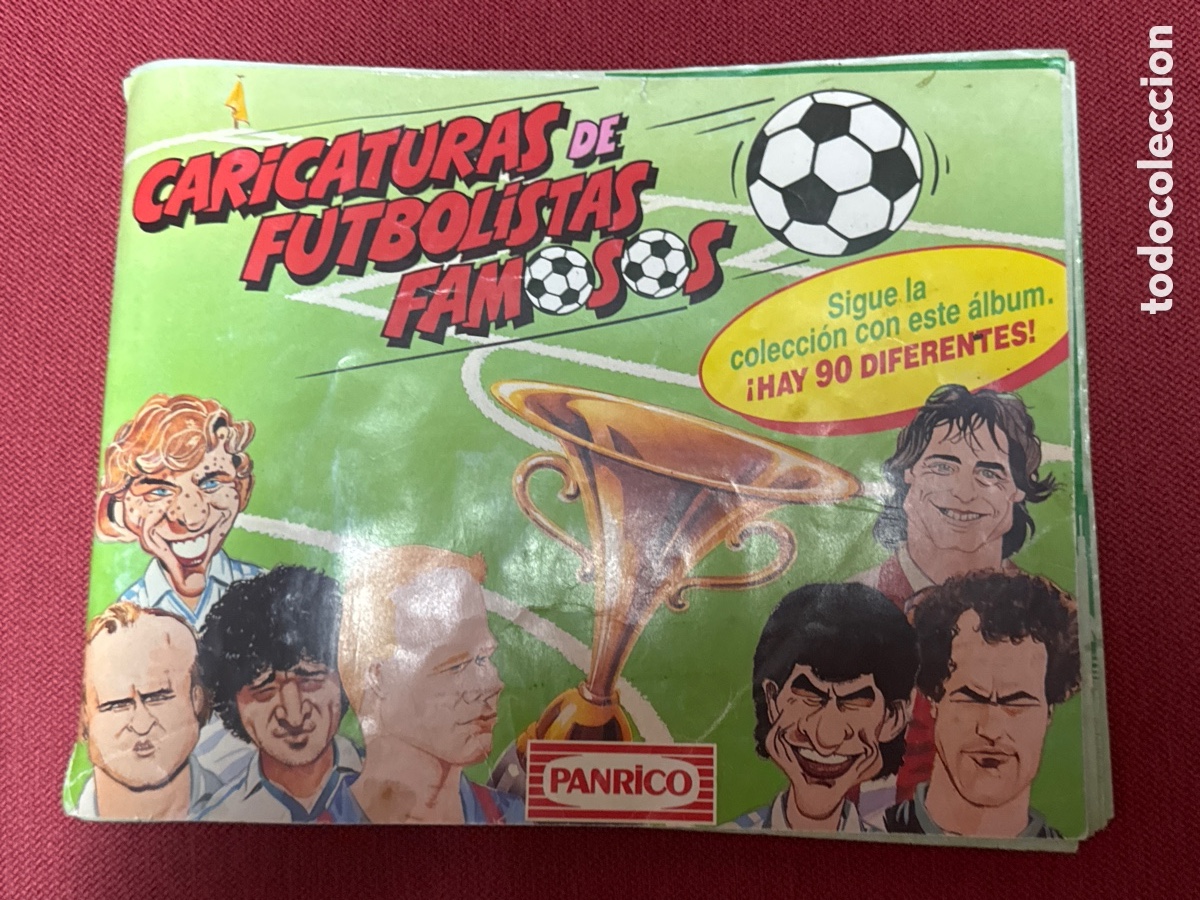 CARiCATURAS DE
FUTBOLiSTAS
FAMOSOS
Sigue la
colección con este álbum.
¡HAY 90 DIFERENTES!
PANRICO
todocoleccion